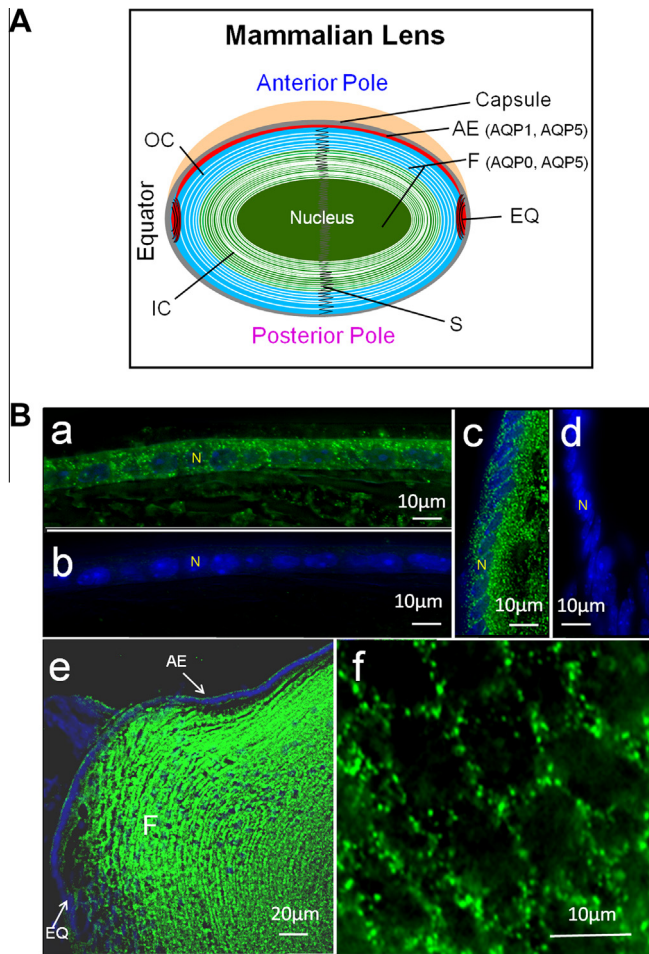 A
Mammalian Lens
Anterior Pole
Capsule
OC
AE (AQP1, AQP5)
F (AQP0, AQP5)
Equator
Nucleus
EQ
IC
S
Posterior Pole
B
a
N
10μm
b
N
10μm
c
N
10μm
d
N
10μm
e
AE
F
EQ
20μm
f
10μm